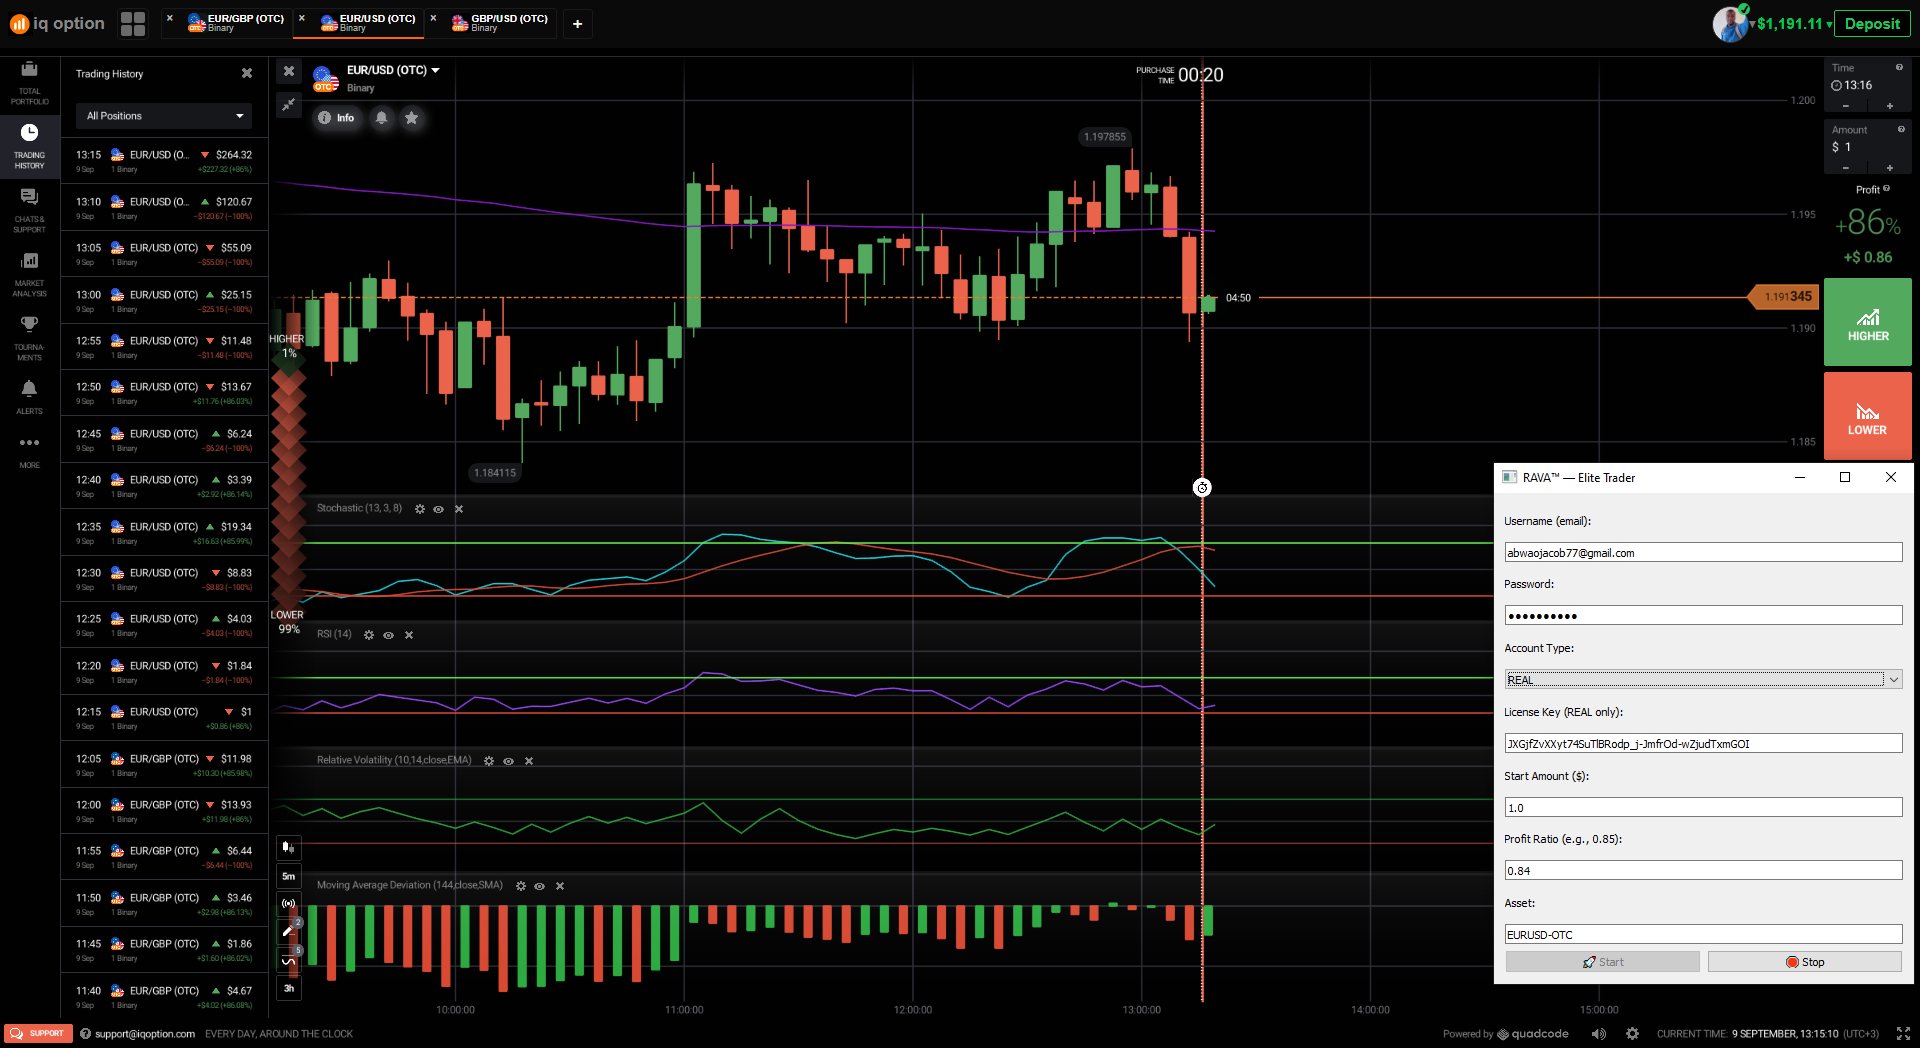 iq option
EUR/GBP (OTC)
Binary
EUR/USD (OTC)
Binary
GBP/USD (OTC)
Binary
+
$1,191.11
Deposit
TOTAL
PORTFOLIO
TRADING
HISTORY
CHATS &
SUPPORT
MARKET
ANALYSIS
TOURNA-
MENTS
ALERTS
MORE
Trading History
All Positions
13:15 EUR/USD (O... $264.32
9 Sep 1 Binary +$227.32 (+86%)
13:10 EUR/USD (O... $120.67
9 Sep 1 Binary −$120.67 (−100%)
13:05 EUR/USD (OTC) $55.09
9 Sep 1 Binary −$55.09 (−100%)
13:00 EUR/USD (OTC) $25.15
9 Sep 1 Binary −$25.15 (−100%)
12:55 EUR/USD (OTC) $11.48
9 Sep 1 Binary −$11.48 (−100%)
12:50 EUR/USD (OTC) $13.67
9 Sep 1 Binary +$11.76 (+86.03%)
12:45 EUR/USD (OTC) $6.24
9 Sep 1 Binary −$6.24 (−100%)
12:40 EUR/USD (OTC) $3.39
9 Sep 1 Binary +$2.92 (+86.14%)
12:35 EUR/USD (OTC) $19.34
9 Sep 1 Binary +$16.63 (+85.99%)
12:30 EUR/USD (OTC) $8.83
9 Sep 1 Binary −$8.83 (−100%)
12:25 EUR/USD (OTC) $4.03
9 Sep 1 Binary −$4.03 (−100%)
12:20 EUR/USD (OTC) $1.84
9 Sep 1 Binary −$1.84 (−100%)
12:15 EUR/USD (OTC) $1
9 Sep 1 Binary +$0.86 (+86%)
12:05 EUR/GBP (OTC) $11.98
9 Sep 1 Binary +$10.30 (+85.98%)
12:00 EUR/GBP (OTC) $13.93
9 Sep 1 Binary +$11.98 (+86%)
11:55 EUR/GBP (OTC) $6.44
9 Sep 1 Binary −$6.44 (−100%)
11:50 EUR/GBP (OTC) $3.46
9 Sep 1 Binary +$2.98 (+86.13%)
11:45 EUR/GBP (OTC) $1.86
9 Sep 1 Binary +$1.60 (+86.02%)
11:40 EUR/GBP (OTC) $4.67
9 Sep 1 Binary +$4.02 (+86.08%)
EUR/USD (OTC)
Binary
Info
PURCHASE
TIME
00:20
1.197855
1.184115
04:50
HIGHER
1%
LOWER
99%
1.200
1.195
1.191345
1.190
1.185
Stochastic (13, 3, 8)
RSI (14)
Relative Volatility (10,14,close,EMA)
Moving Average Deviation (144,close,SMA)
5m
2
5
3h
10:00:00 11:00:00 12:00:00 13:00:00 14:00:00 15:00:00
Time
13:16
− +
Amount
$ 1
− +
Profit
+86%
+$ 0.86
HIGHER
LOWER
RAVA™ — Elite Trader
Username (email):
abwaojacob77@gmail.com
Password:
Account Type:
REAL
License Key (REAL only):
JXGjfZvXXyt74SuTlBRodp_j-JmfrOd-wZjudTxmGOI
Start Amount ($):
1.0
Profit Ratio (e.g., 0.85):
0.84
Asset:
EURUSD-OTC
Start
Stop
SUPPORT
support@iqoption.com EVERY DAY, AROUND THE CLOCK
Powered by quadcode
CURRENT TIME: 9 SEPTEMBER, 13:15:10 (UTC+3)